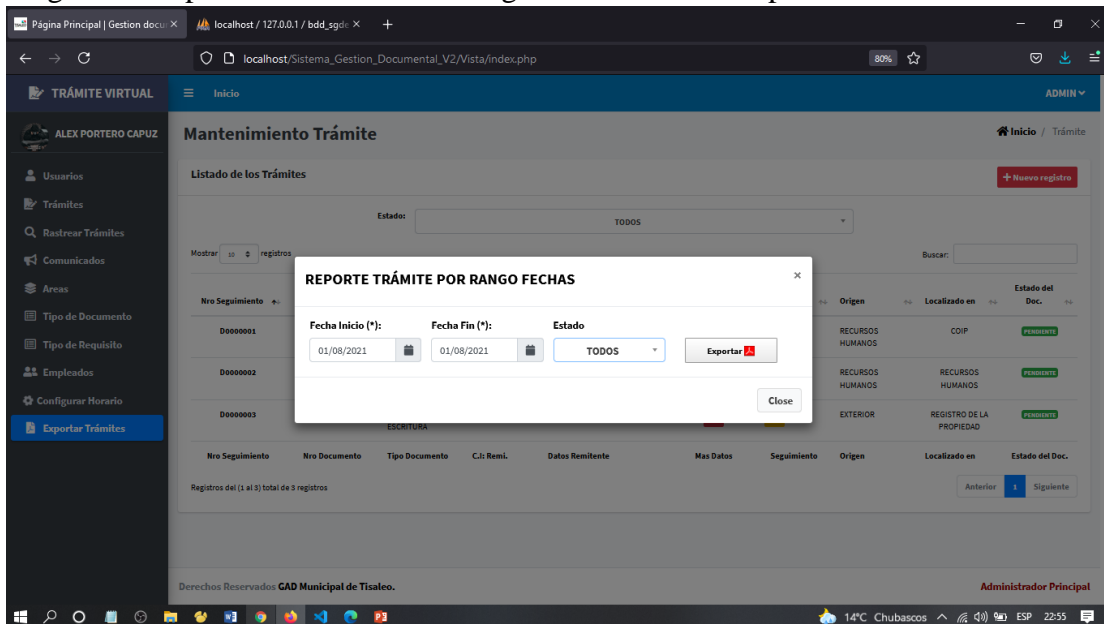 Página Principal | Gestion docu
localhost / 127.0.0.1 / bdd_sgde
localhost/Sistema_Gestion_Documental_V2/Vista/index.php
80%
TRÁMITE VIRTUAL
Inicio
ADMIN
ALEX PORTERO CAPUZ
Mantenimiento Trámite
Inicio / Trámite
Usuarios
Listado de los Trámites
+ Nuevo registro
Trámites
Estado:
TODOS
Rastrear Trámites
Mostrar 10 registros
Buscar:
Comunicados
REPORTE TRÁMITE POR RANGO FECHAS
×
Areas
Nro Seguimiento
Origen
Localizado en
Estado del
Doc.
Tipo de Documento
Fecha Inicio (*):
Fecha Fin (*):
Estado
D0000001
RECURSOS
HUMANOS
COIP
PENDIENTE
Tipo de Requisito
01/08/2021
01/08/2021
TODOS
Exportar
Empleados
D0000002
RECURSOS
HUMANOS
RECURSOS
HUMANOS
PENDIENTE
Configurar Horario
Close
D0000003
ESCRITURA
EXTERIOR
REGISTRO DE LA
PROPIEDAD
PENDIENTE
Exportar Trámites
Nro Seguimiento
Nro Documento
Tipo Documento
C.I: Remi.
Datos Remitente
Mas Datos
Seguimiento
Origen
Localizado en
Estado del Doc.
Registros del (1 al 3) total de 3 registros
Anterior
1
Siguiente
Derechos Reservados GAD Municipal de Tisaleo.
Administrador Principal
14°C Chubascos
ESP
22:55